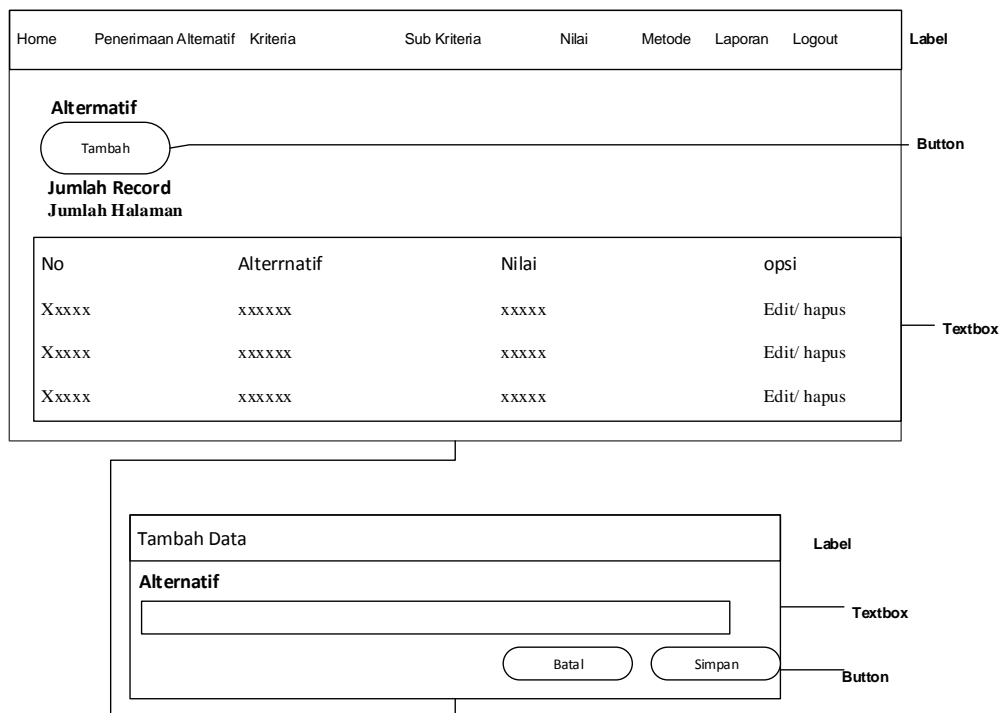 Home Penerimaan Alternatif Kriteria Sub Kriteria Nilai Metode Laporan Logout Label
Altermatif
Tambah Button
Jumlah Record
Jumlah Halaman
No Alterrnatif Nilai opsi
Xxxxx xxxxxx xxxxx Edit/ hapus
Textbox
Xxxxx xxxxxx xxxxx Edit/ hapus
Xxxxx xxxxxx xxxxx Edit/ hapus
Tambah Data Label
Alternatif
Textbox
Batal Simpan Button